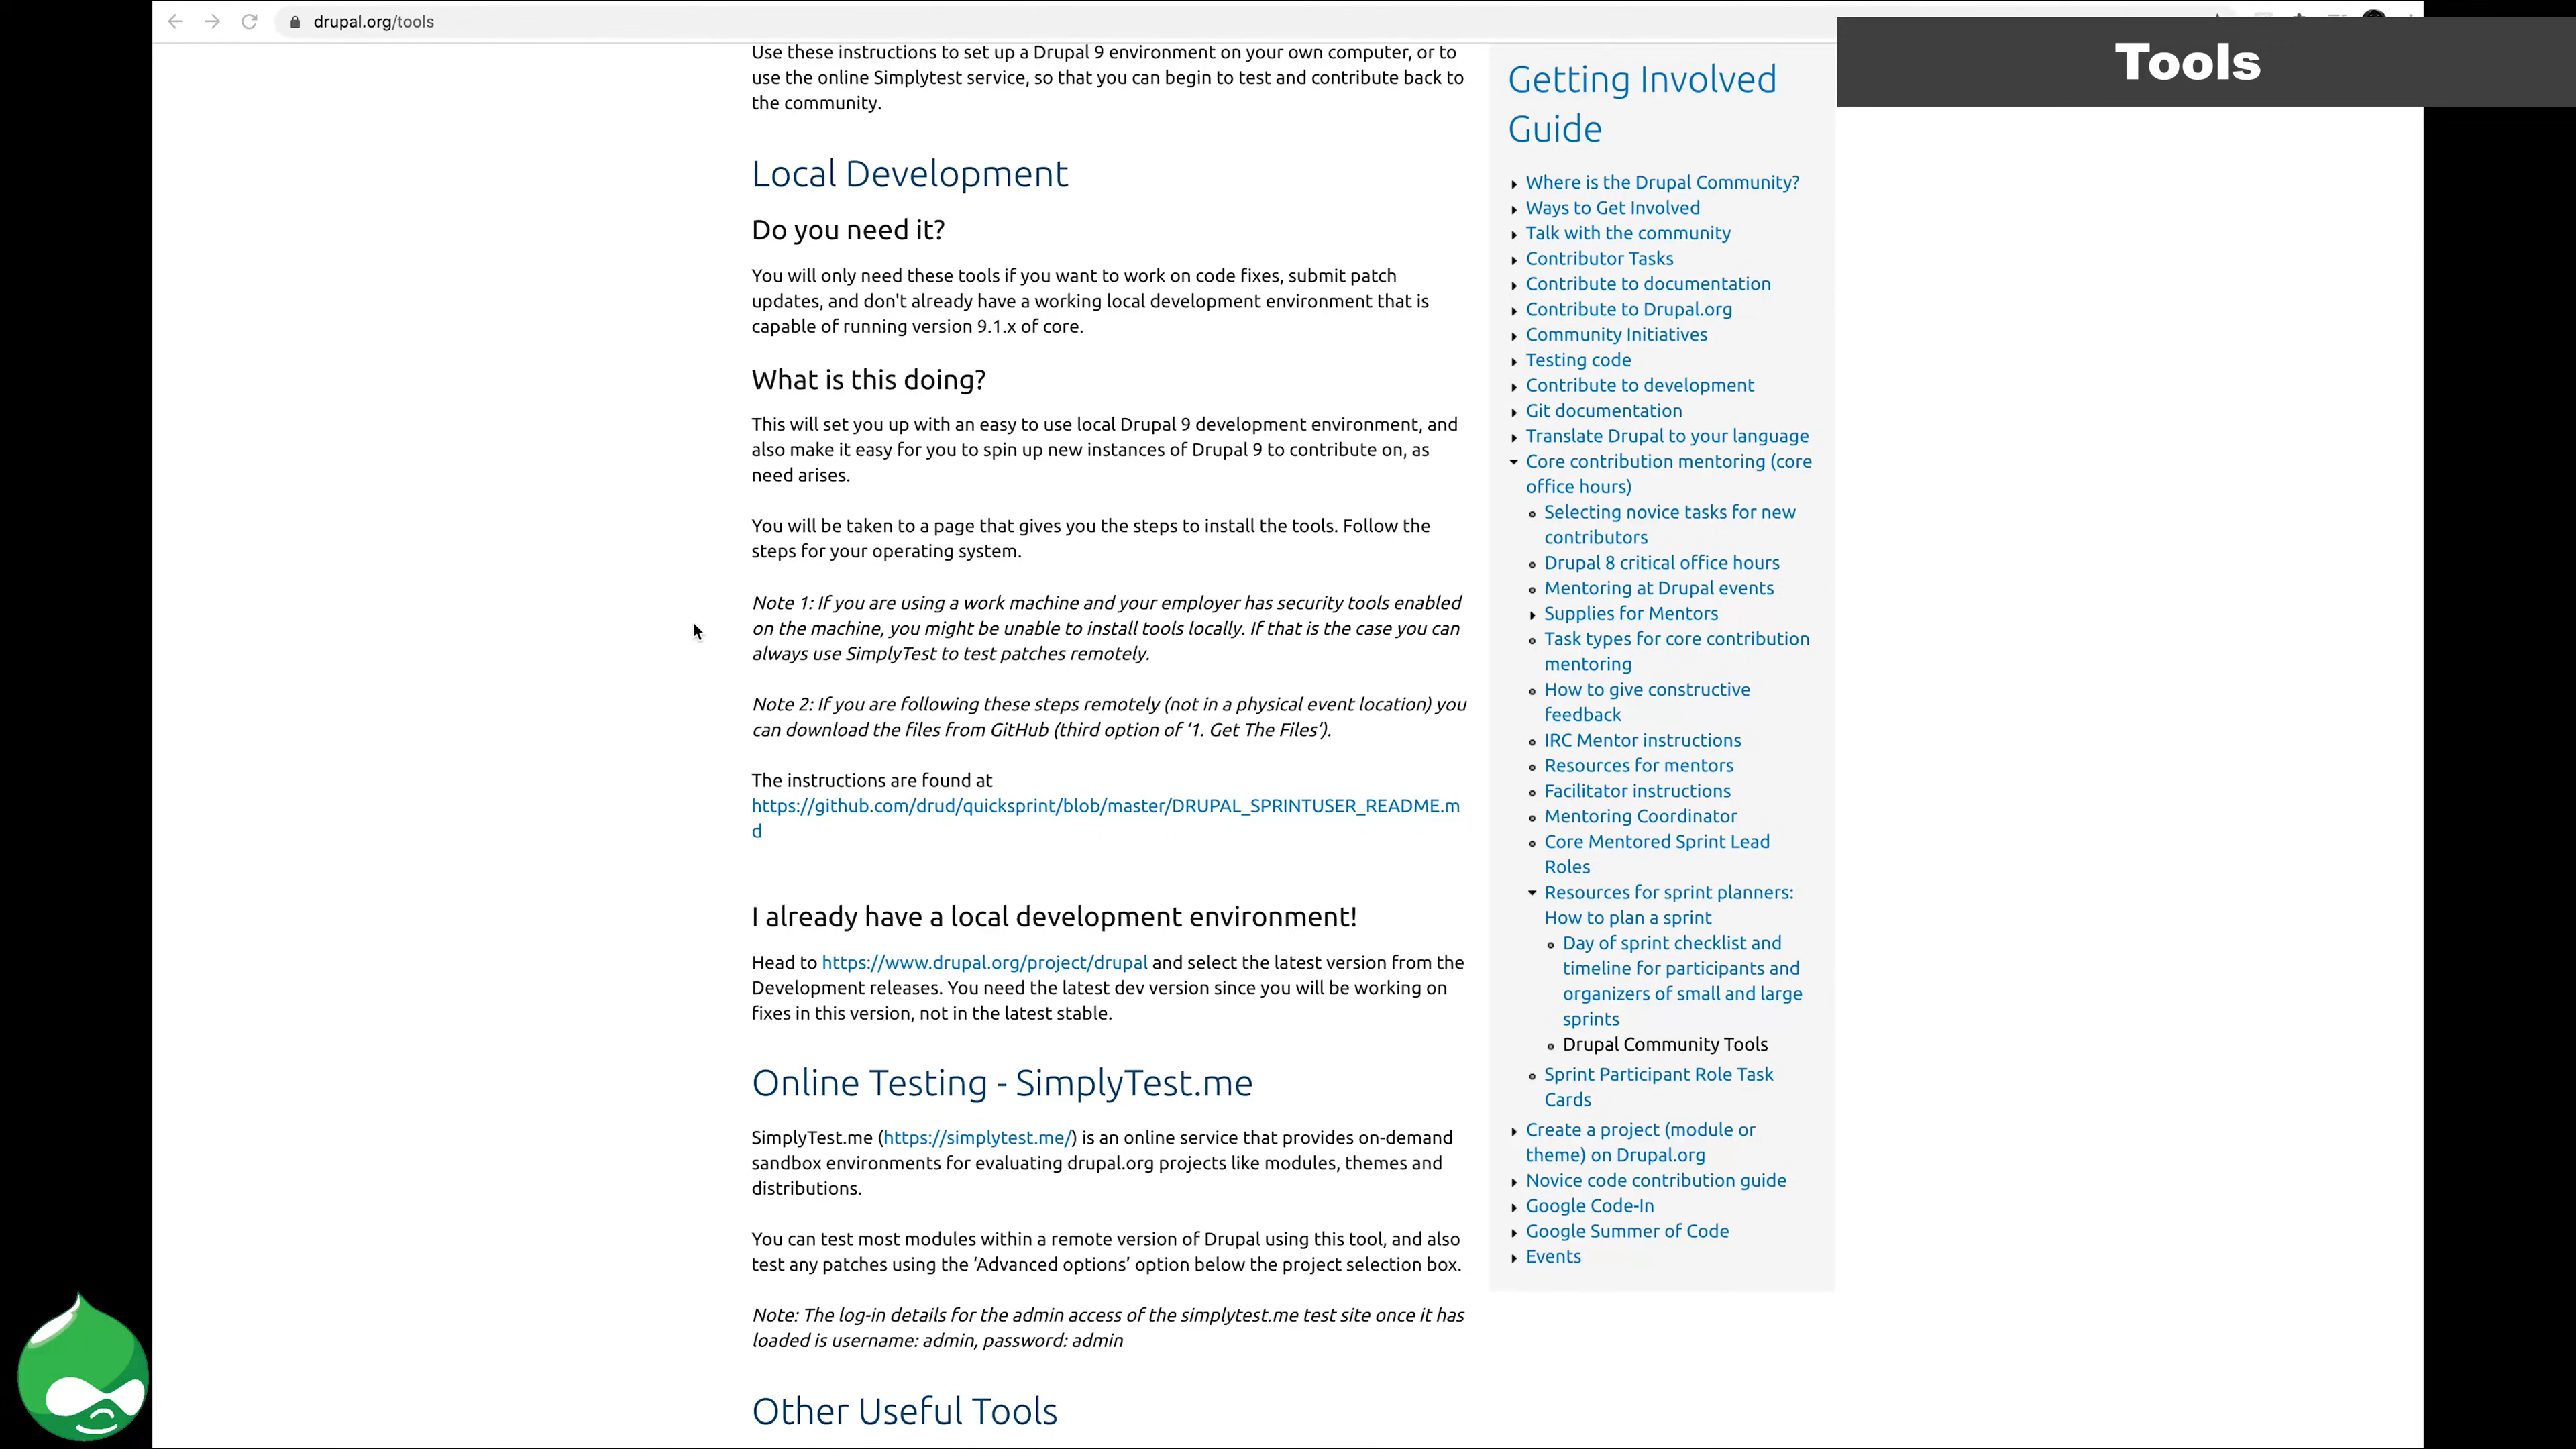 drupal.org/tools
Tools
Use these instructions to set up a Drupal 9 environment on your own computer, or to
use the online Simplytest service, so that you can begin to test and contribute back to
the community.
Local Development
Do you need it?
You will only need these tools if you want to work on code fixes, submit patch
updates, and don't already have a working local development environment that is
capable of running version 9.1.x of core.
What is this doing?
This will set you up with an easy to use local Drupal 9 development environment, and
also make it easy for you to spin up new instances of Drupal 9 to contribute on, as
need arises.
You will be taken to a page that gives you the steps to install the tools. Follow the
steps for your operating system.
Note 1: If you are using a work machine and your employer has security tools enabled
on the machine, you might be unable to install tools locally. If that is the case you can
always use SimplyTest to test patches remotely.
Note 2: If you are following these steps remotely (not in a physical event location) you
can download the files from GitHub (third option of ‘1. Get The Files’).
The instructions are found at
https://github.com/drud/quicksprint/blob/master/DRUPAL_SPRINTUSER_README.m
d
I already have a local development environment!
Head to https://www.drupal.org/project/drupal and select the latest version from the
Development releases. You need the latest dev version since you will be working on
fixes in this version, not in the latest stable.
Online Testing - SimplyTest.me
SimplyTest.me (https://simplytest.me/) is an online service that provides on-demand
sandbox environments for evaluating drupal.org projects like modules, themes and
distributions.
You can test most modules within a remote version of Drupal using this tool, and also
test any patches using the ‘Advanced options’ option below the project selection box.
Note: The log-in details for the admin access of the simplytest.me test site once it has
loaded is username: admin, password: admin
Other Useful Tools
Getting Involved
Guide
Where is the Drupal Community?
Ways to Get Involved
Talk with the community
Contributor Tasks
Contribute to documentation
Contribute to Drupal.org
Community Initiatives
Testing code
Contribute to development
Git documentation
Translate Drupal to your language
Core contribution mentoring (core
office hours)
Selecting novice tasks for new
contributors
Drupal 8 critical office hours
Mentoring at Drupal events
Supplies for Mentors
Task types for core contribution
mentoring
How to give constructive
feedback
IRC Mentor instructions
Resources for mentors
Facilitator instructions
Mentoring Coordinator
Core Mentored Sprint Lead
Roles
Resources for sprint planners:
How to plan a sprint
Day of sprint checklist and
timeline for participants and
organizers of small and large
sprints
Drupal Community Tools
Sprint Participant Role Task
Cards
Create a project (module or
theme) on Drupal.org
Novice code contribution guide
Google Code-In
Google Summer of Code
Events